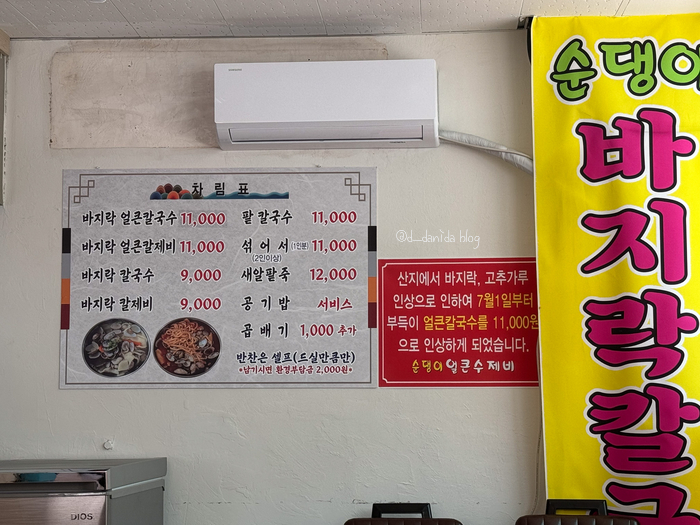 차림표
바지락 얼큰칼국수 11,000
바지락 얼큰칼제비 11,000
바지락 칼국수 9,000
바지락 칼제비 9,000
팥 칼국수 11,000
섞어서 (1인분) 11,000
(2인이상)
새알팥죽 12,000
공기밥 서비스
곱배기 1,000 추가
반찬은 셀프(드실만큼만)
*남기시면 환경부담금 2,000원*
@d_danida blog
산지에서 바지락, 고추가루
인상으로 인하여 7월1일부터
부득이 얼큰칼국수를 11,000원
으로 인상하게 되었습니다.
순댕이얼큰수제비
순댕이
바지락칼국
DIOS